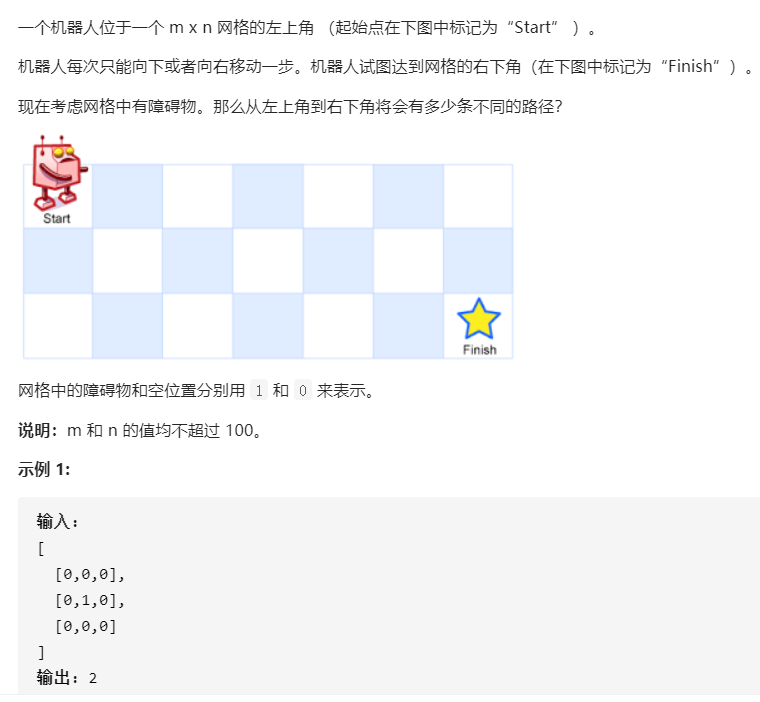 一个机器人位于一个 m x n 网格的左上角 （起始点在下图中标记为“Start” ）。
机器人每次只能向下或者向右移动一步。机器人试图达到网格的右下角（在下图中标记为“Finish”）。
现在考虑网格中有障碍物。那么从左上角到右下角将会有多少条不同的路径？
Start
Finish
网格中的障碍物和空位置分别用 1 和 0 来表示。
说明：m 和 n 的值均不超过 100。
示例 1:
输入:
[
  [0,0,0],
  [0,1,0],
  [0,0,0]
]
输出: 2